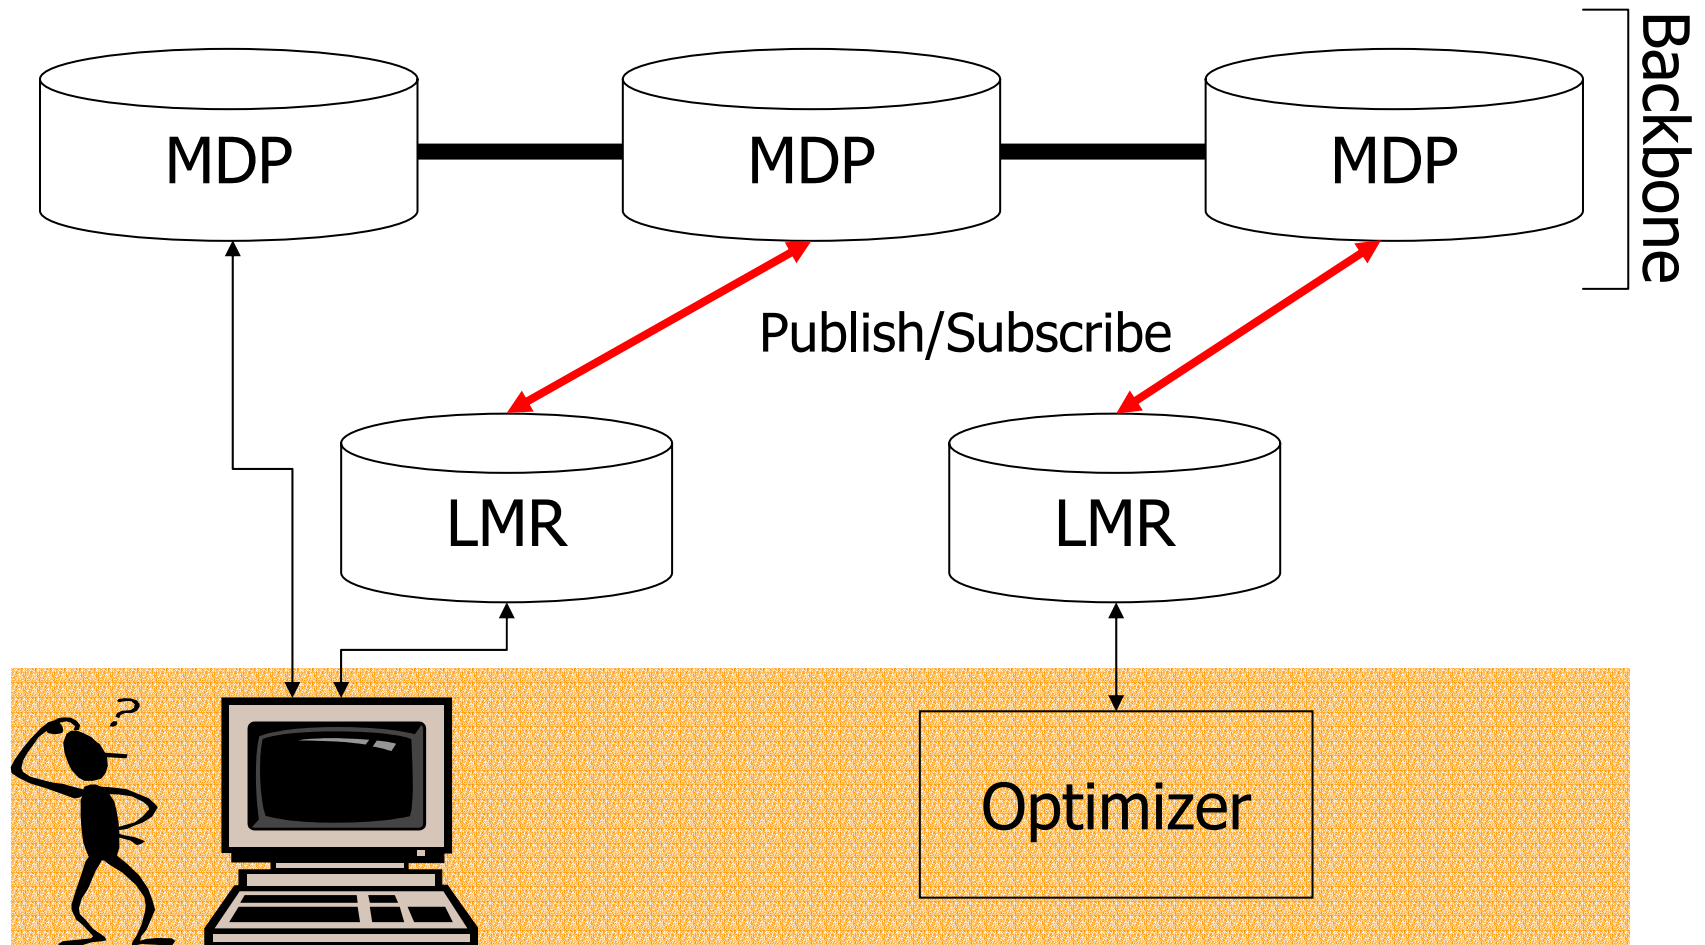 MDP
MDP
MDP
Backbone
Publish/Subscribe
LMR
LMR
?
Optimizer